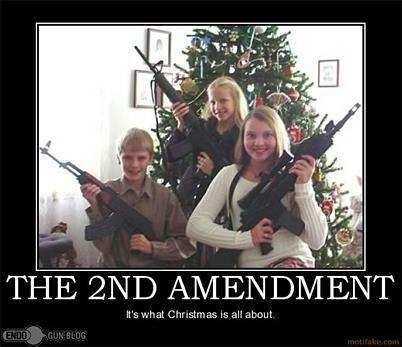 THE 2ND AMENDMENT
It's what Christmas is all about.
ENDO GUN BLOG
motifake.com